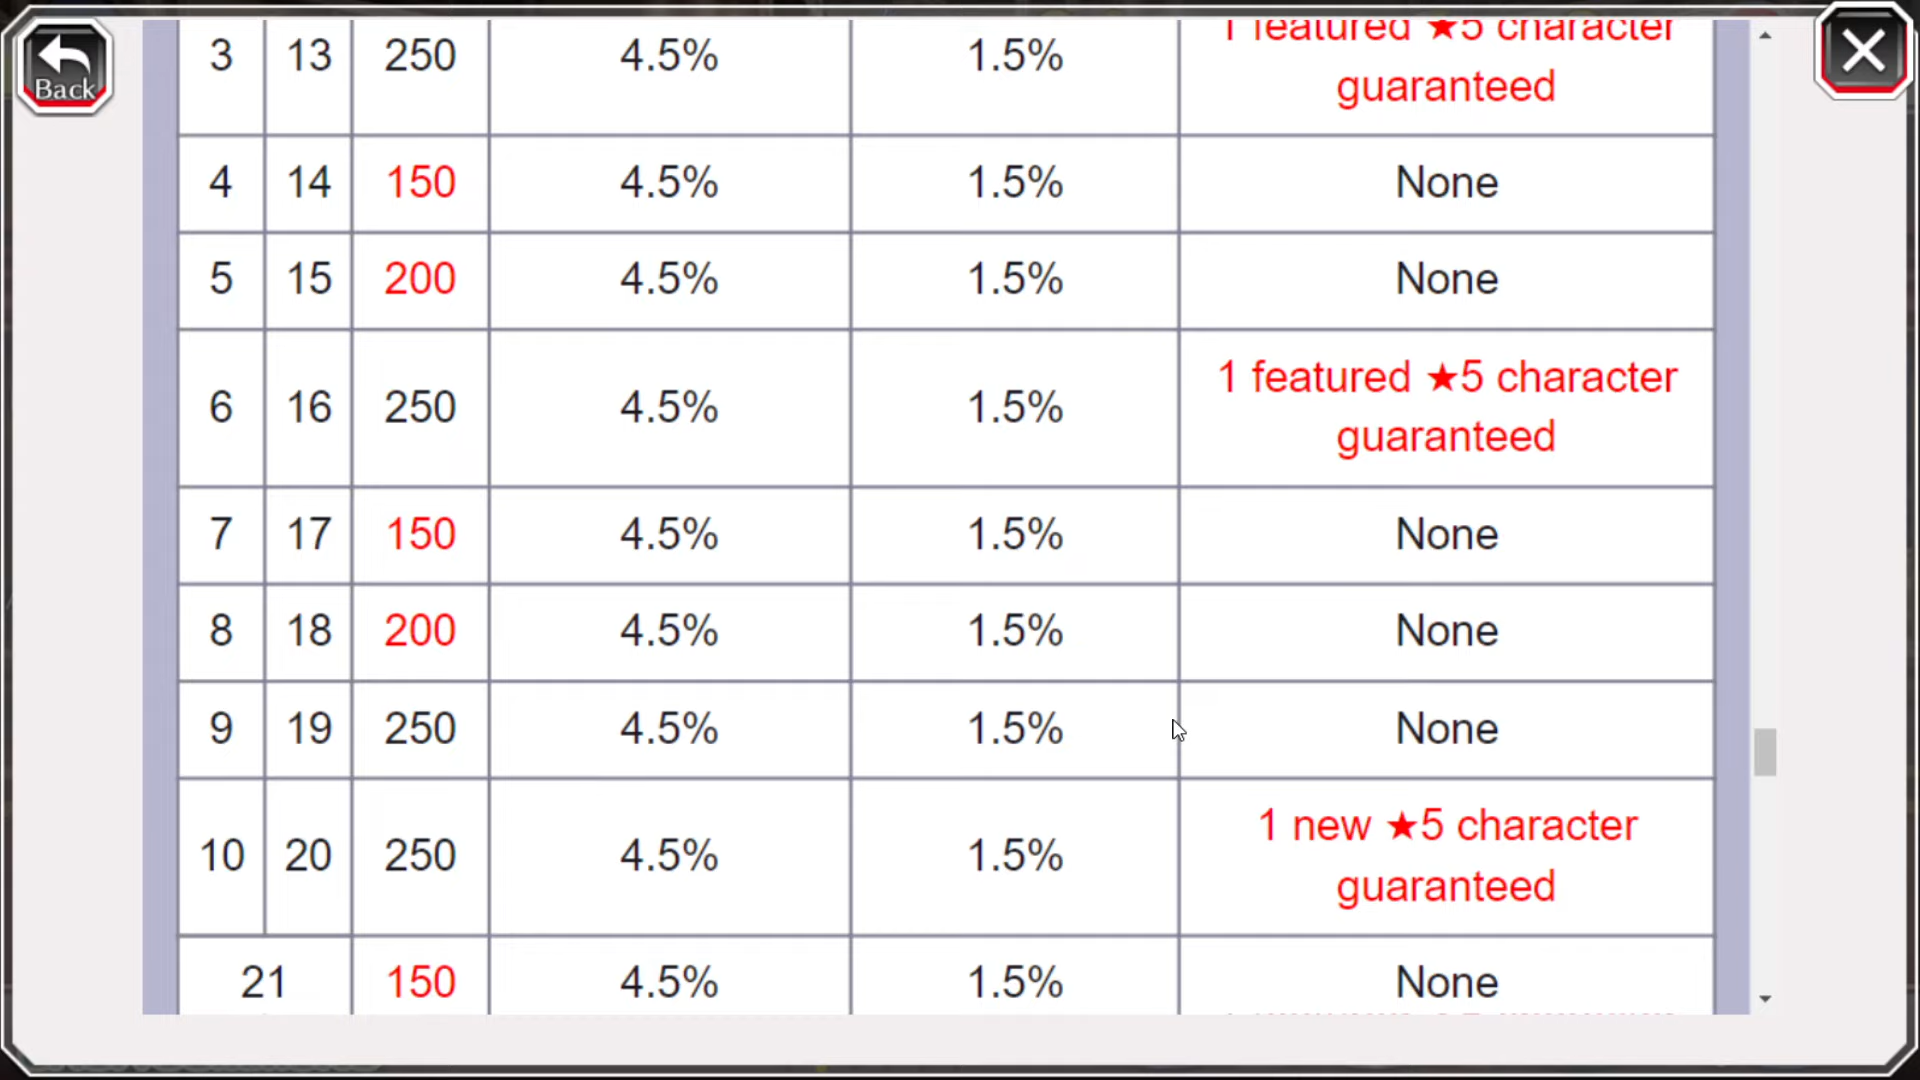 Back
3 13 250 4.5% 1.5% 1 featured ★5 character
guaranteed
4 14 150 4.5% 1.5% None
5 15 200 4.5% 1.5% None
6 16 250 4.5% 1.5% 1 featured ★5 character
guaranteed
7 17 150 4.5% 1.5% None
8 18 200 4.5% 1.5% None
9 19 250 4.5% 1.5% None
10 20 250 4.5% 1.5% 1 new ★5 character
guaranteed
21 150 4.5% 1.5% None